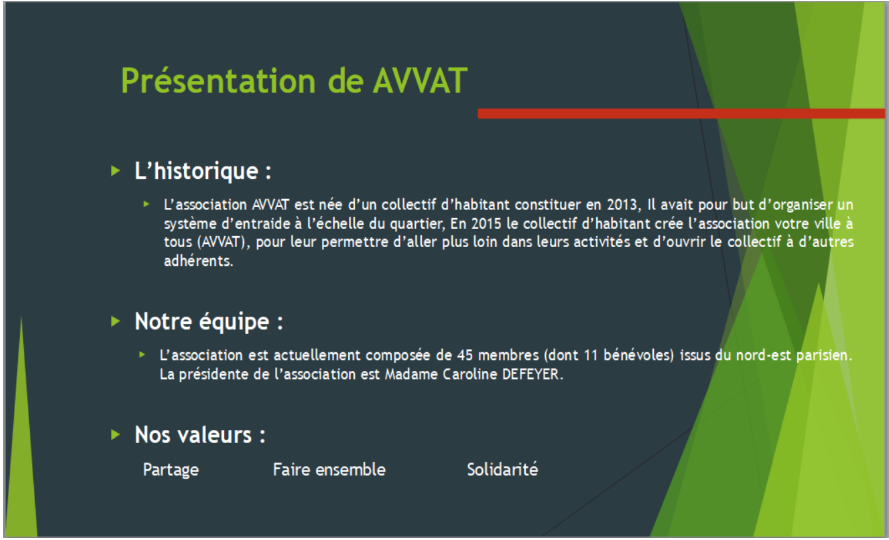 Présentation de AVVAT
L’historique :
L’association AVVAT est née d’un collectif d’habitant constituer en 2013, Il avait pour but d’organiser un
système d’entraide à l’échelle du quartier, En 2015 le collectif d’habitant crée l’association votre ville à
tous (AVVAT), pour leur permettre d’aller plus loin dans leurs activités et d’ouvrir le collectif à d’autres
adhérents.
Notre équipe :
L’association est actuellement composée de 45 membres (dont 11 bénévoles) issus du nord-est parisien.
La présidente de l’association est Madame Caroline DEFEYER.
Nos valeurs :
Partage Faire ensemble Solidarité